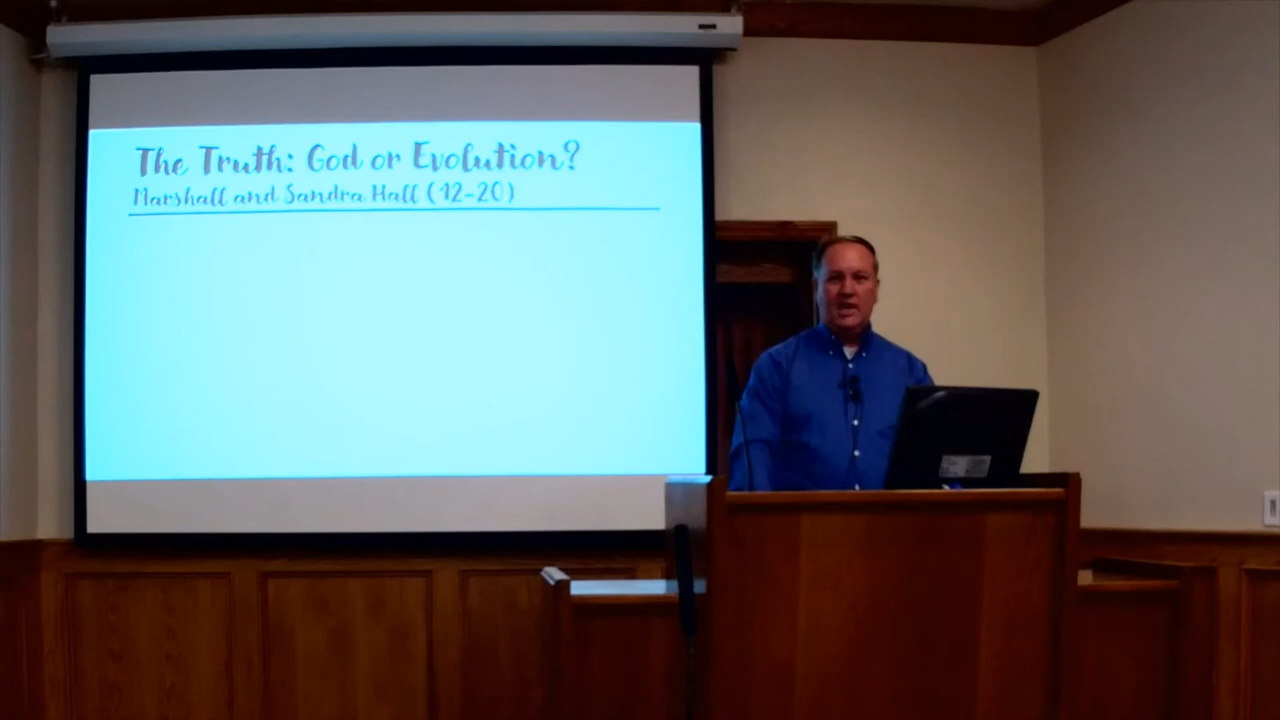 The Truth: God or Evolution?
Marshall and Sandra Hall (12-20)